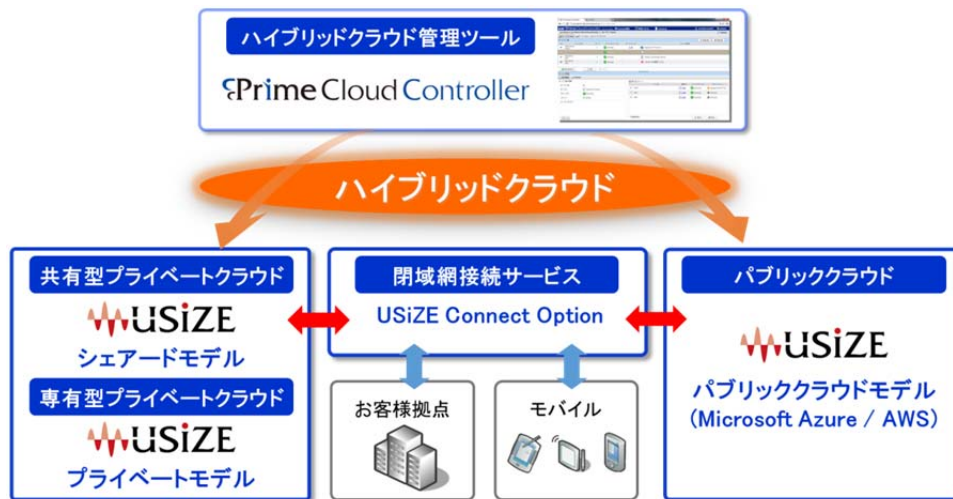 ハイブリッドクラウド管理ツール
Prime Cloud Controller
ハイブリッドクラウド
共有型プライベートクラウド
USiZE
シェアードモデル
専有型プライベートクラウド
USiZE
プライベートモデル
閉域網接続サービス
USiZE Connect Option
お客様拠点
モバイル
パブリッククラウド
USiZE
パブリッククラウドモデル
(Microsoft Azure / AWS)